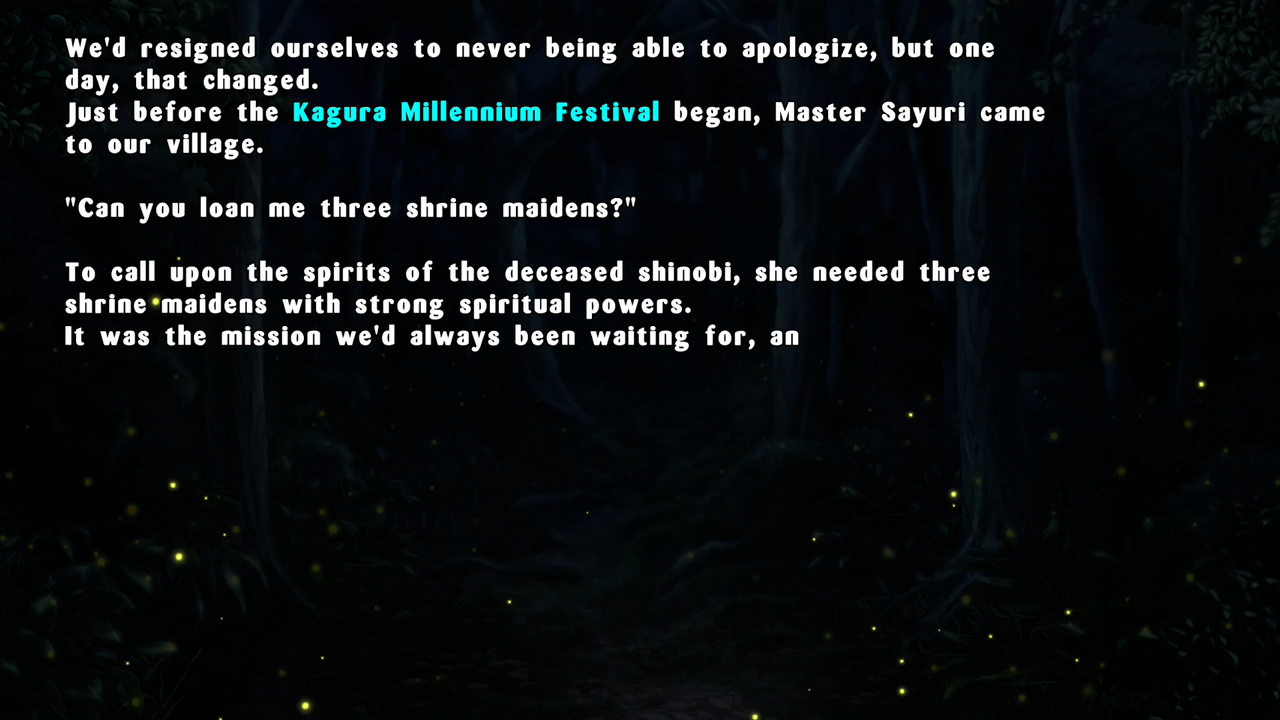 We'd resigned ourselves to never being able to apologize, but one
day, that changed.
Just before the Kagura Millennium Festival began, Master Sayuri came
to our village.
"Can you loan me three shrine maidens?"
To call upon the spirits of the deceased shinobi, she needed three
shrine maidens with strong spiritual powers.
It was the mission we'd always been waiting for, an